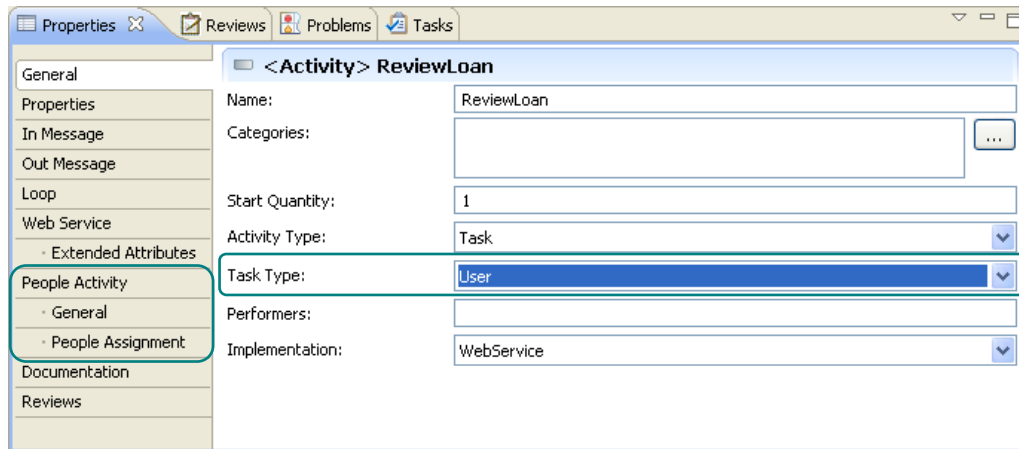 Properties Reviews Problems Tasks
<Activity> ReviewLoan
General
Properties
In Message
Out Message
Loop
Web Service
· Extended Attributes
People Activity
· General
· People Assignment
Documentation
Reviews
Name: ReviewLoan
Categories: ...
Start Quantity: 1
Activity Type: Task
Task Type: User
Performers:
Implementation: WebService